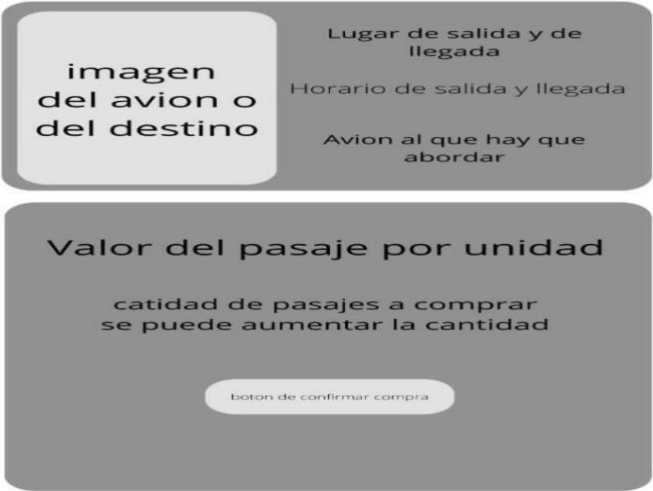 imagen
del avion o
del destino
Lugar de salida y de
llegada
Horario de salida y llegada
Avion al que hay que
abordar
Valor del pasaje por unidad
catidad de pasajes a comprar
se puede aumentar la cantidad
boton de confirmar compra